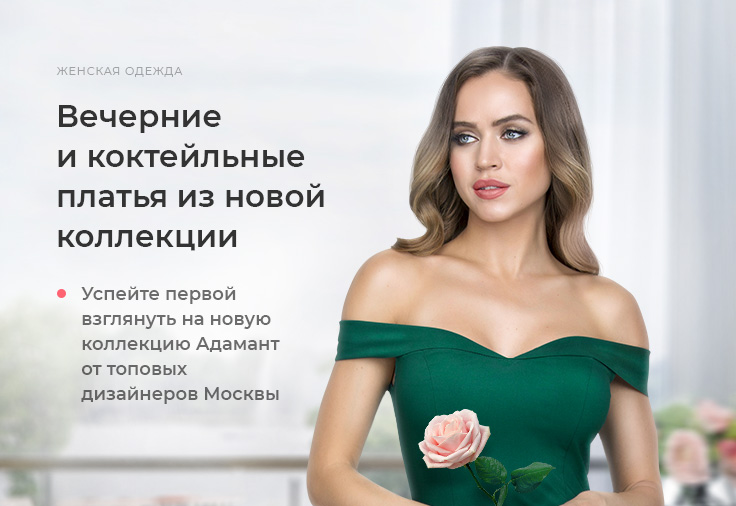 ЖЕНСКАЯ ОДЕЖДА
Вечерние
и коктейльные
платья из новой
коллекции
Успейте первой
взглянуть на новую
коллекцию Адамант
от топовых
дизайнеров Москвы